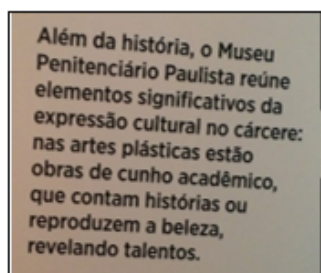 Além da história, o Museu
Penitenciário Paulista reúne
elementos significativos da
expressão cultural no cárcere:
nas artes plásticas estão
obras de cunho acadêmico,
que contam histórias ou
reproduzem a beleza,
revelando talentos.